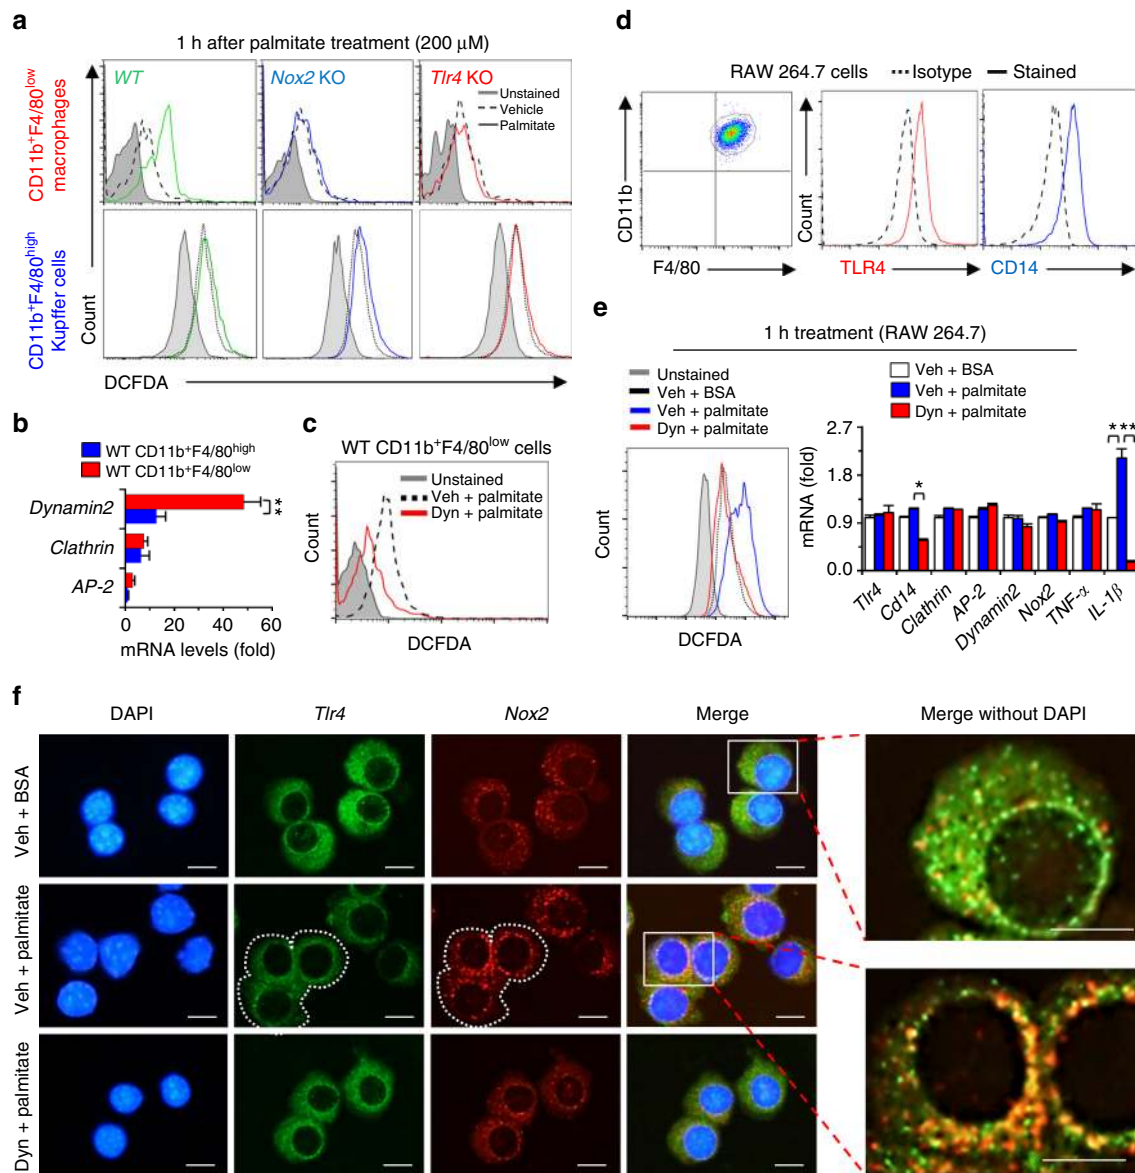 a
1 h after palmitate treatment (200 μM)
WT
Nox2 KO
Tlr4 KO
Unstained
Vehicle
Palmitate
CD11b+F4/80low
macrophages
CD11b+F4/80high
Kupffer cells
Count
DCFDA
b
WT CD11b+F4/80high
WT CD11b+F4/80low
Dynamin2
Clathrin
AP-2
**
0 20 40 60
mRNA levels (fold)
c
WT CD11b+F4/80low cells
Unstained
Veh + palmitate
Dyn + palmitate
Count
DCFDA
d
RAW 264.7 cells
Isotype
Stained
CD11b
F4/80
Count
TLR4
CD14
e
1 h treatment (RAW 264.7)
Unstained
Veh + BSA
Veh + palmitate
Dyn + palmitate
Count
DCFDA
Veh + BSA
Veh + palmitate
Dyn + palmitate
mRNA (fold)
2.7
1.8
0.9
0.0
*
* ***
Tlr4
Cd14
Clathrin
AP-2
Dynamin2
Nox2
TNF-α
IL-1β
f
DAPI
Tlr4
Nox2
Merge
Merge without DAPI
Veh + BSA
Veh + palmitate
Dyn + palmitate